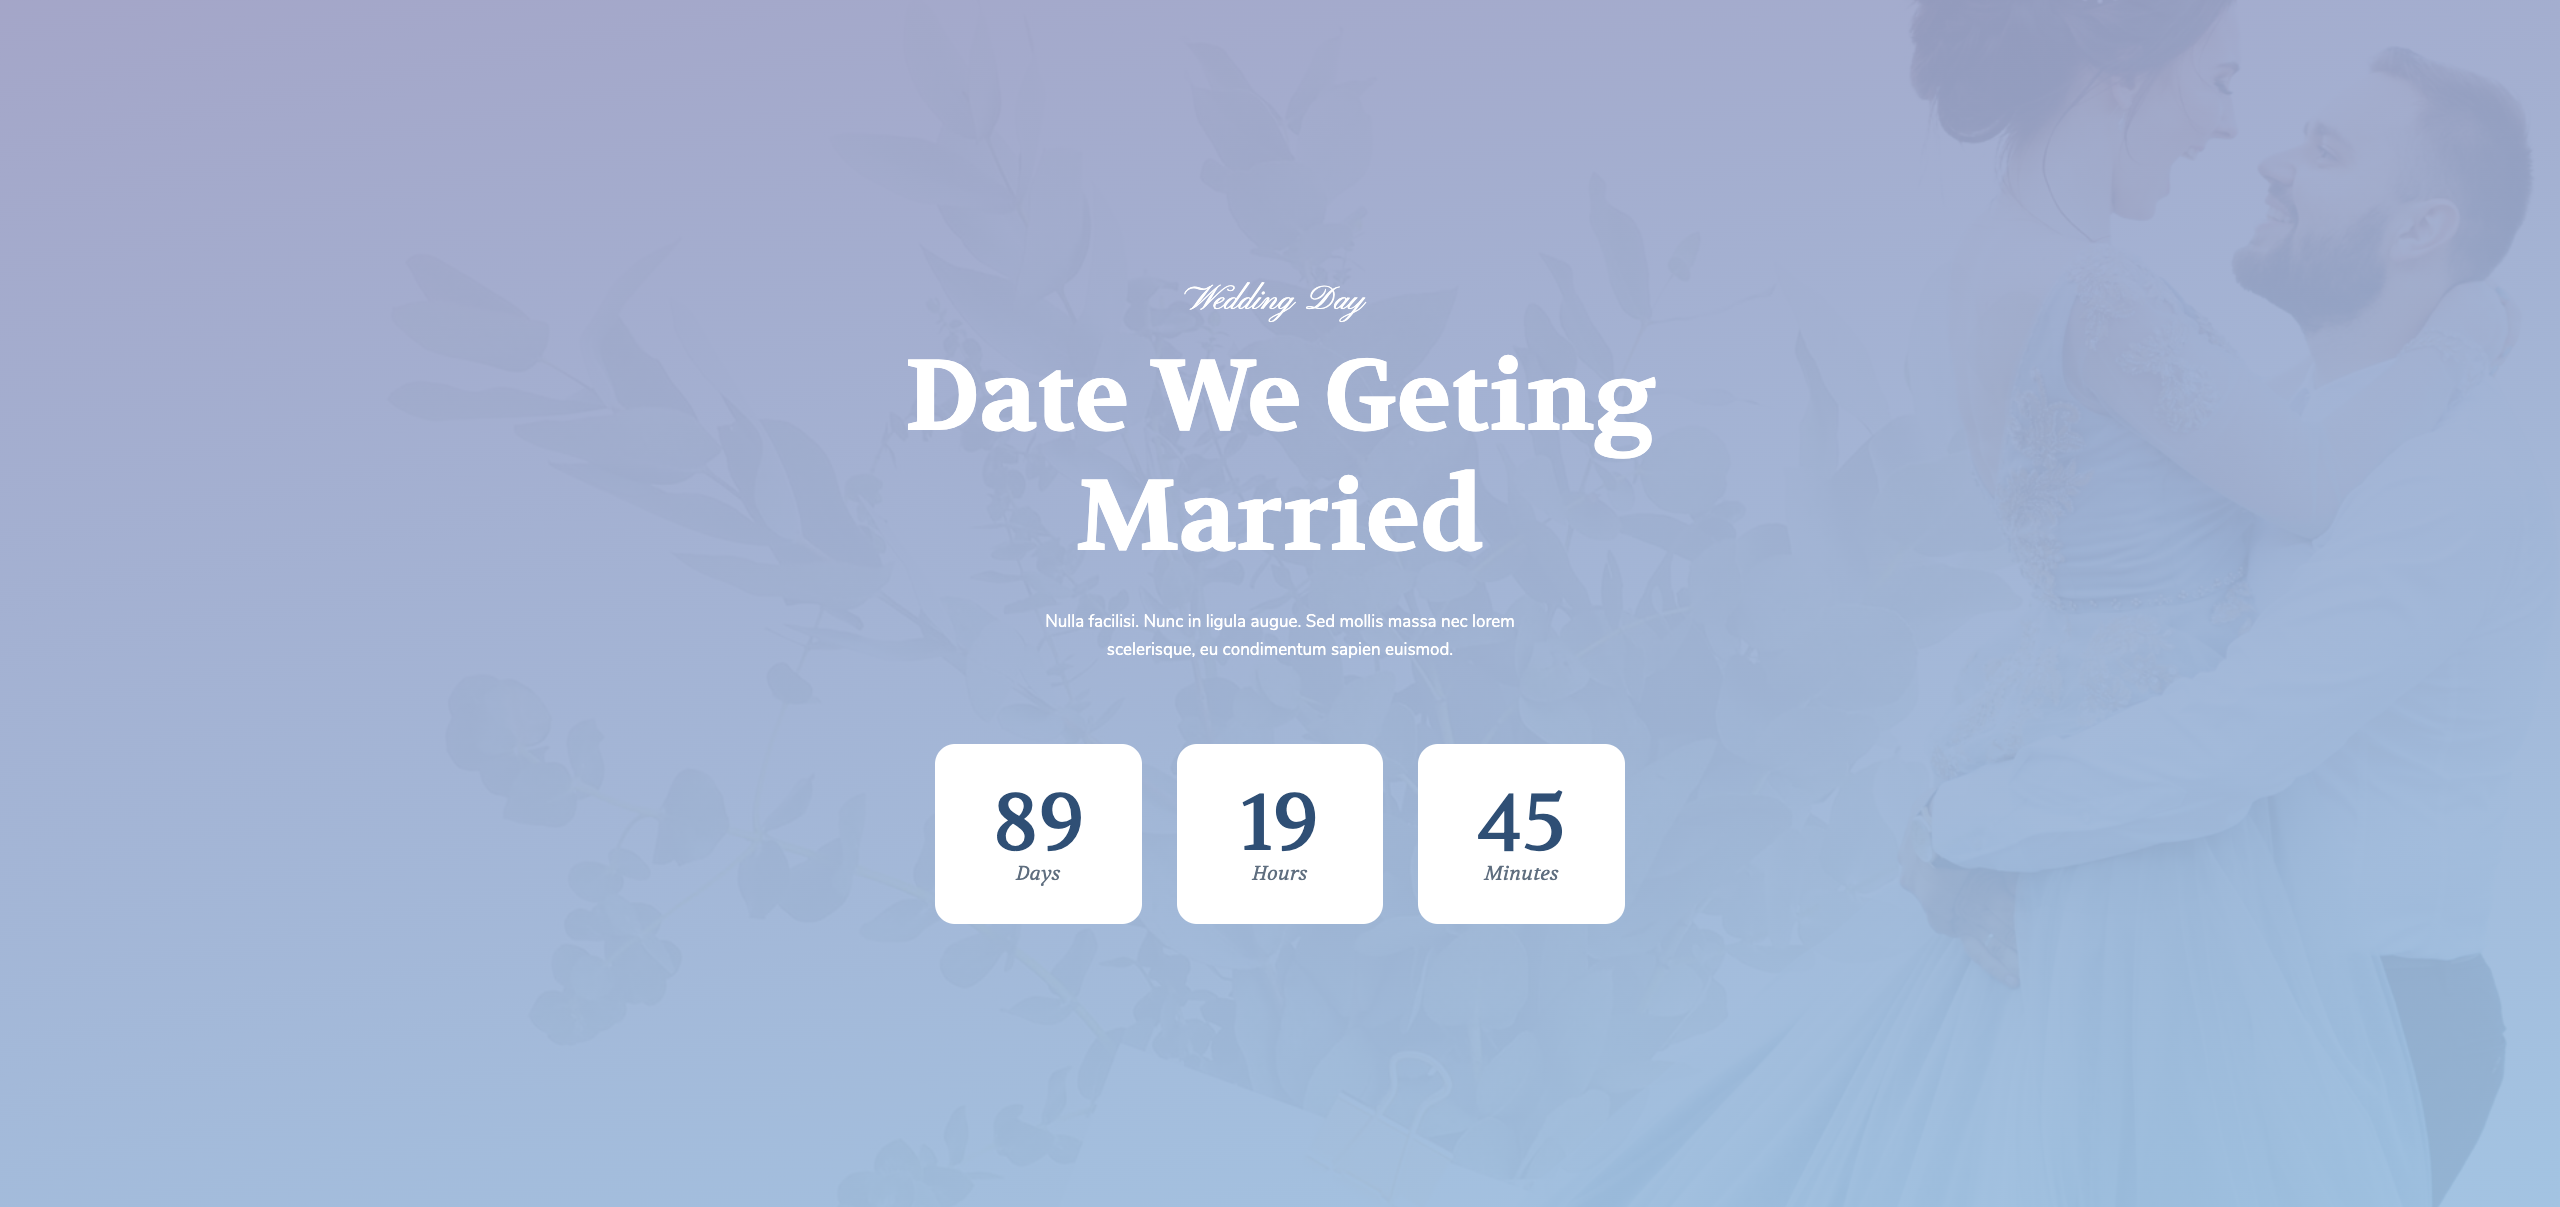 Wedding Day
Date We Geting
Married
Nulla facilisi. Nunc in ligula augue. Sed mollis massa nec lorem
scelerisque, eu condimentum sapien euismod.
89 19 45
Days Hours Minutes